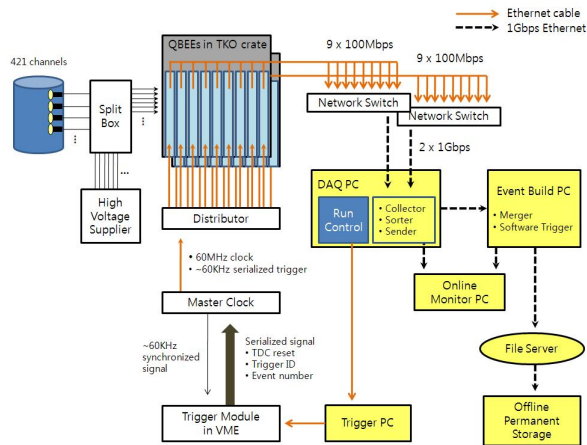 Ethernet cable
1Gbps Ethernet
QBEEs in TKO crate
9 x 100Mbps
9 x 100Mbps
421 channels
Split
Box
Network Switch
Network Switch
2 x 1Gbps
High
Voltage
Supplier
DAQ PC
Run
Control
• Collector
• Sorter
• Sender
Event Build PC
• Merger
• Software Trigger
Distributor
• 60MHz clock
• ~60KHz serialized trigger
Online
Monitor PC
Master Clock
~60KHz
synchronized
signal
Serialized signal
• TDC reset
• Trigger ID
• Event number
File Server
Trigger Module
in VME
Trigger PC
Offline
Permanent
Storage